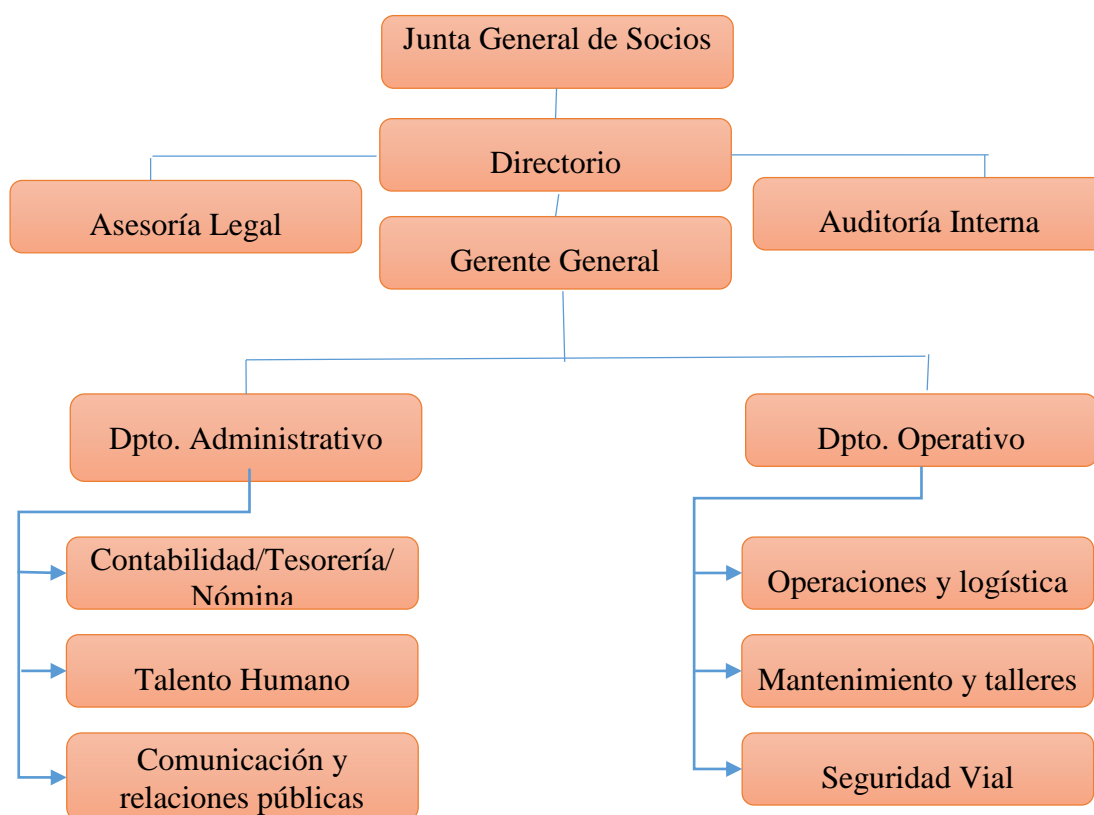 Junta General de Socios
Directorio
Asesoría Legal
Auditoría Interna
Gerente General
Dpto. Administrativo
Dpto. Operativo
Contabilidad/Tesorería/
Nómina
Operaciones y logística
Talento Humano
Mantenimiento y talleres
Comunicación y
relaciones públicas
Seguridad Vial